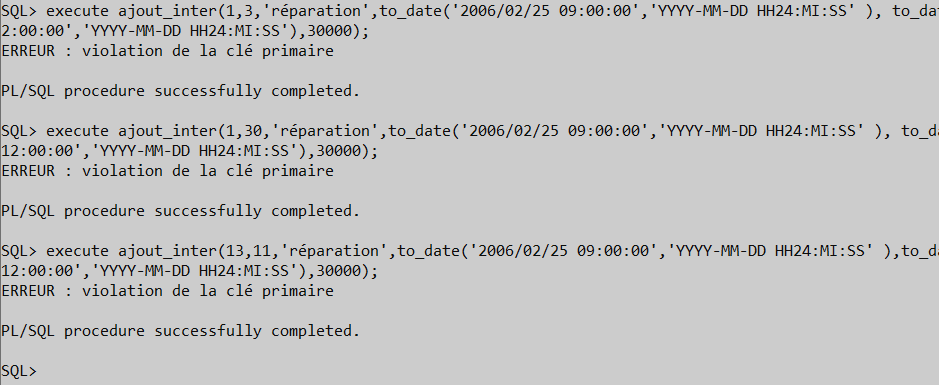 SQL> execute ajout_inter(1,3,'réparation',to_date('2006/02/25 09:00:00','YYYY-MM-DD HH24:MI:SS' ), to_da
2:00:00','YYYY-MM-DD HH24:MI:SS'),30000);
ERREUR : violation de la clé primaire
PL/SQL procedure successfully completed.
SQL> execute ajout_inter(1,30,'réparation',to_date('2006/02/25 09:00:00','YYYY-MM-DD HH24:MI:SS' ), to_d
12:00:00','YYYY-MM-DD HH24:MI:SS'),30000);
ERREUR : violation de la clé primaire
PL/SQL procedure successfully completed.
SQL> execute ajout_inter(13,11,'réparation',to_date('2006/02/25 09:00:00','YYYY-MM-DD HH24:MI:SS' ),to_d
12:00:00','YYYY-MM-DD HH24:MI:SS'),30000);
ERREUR : violation de la clé primaire
PL/SQL procedure successfully completed.
SQL>